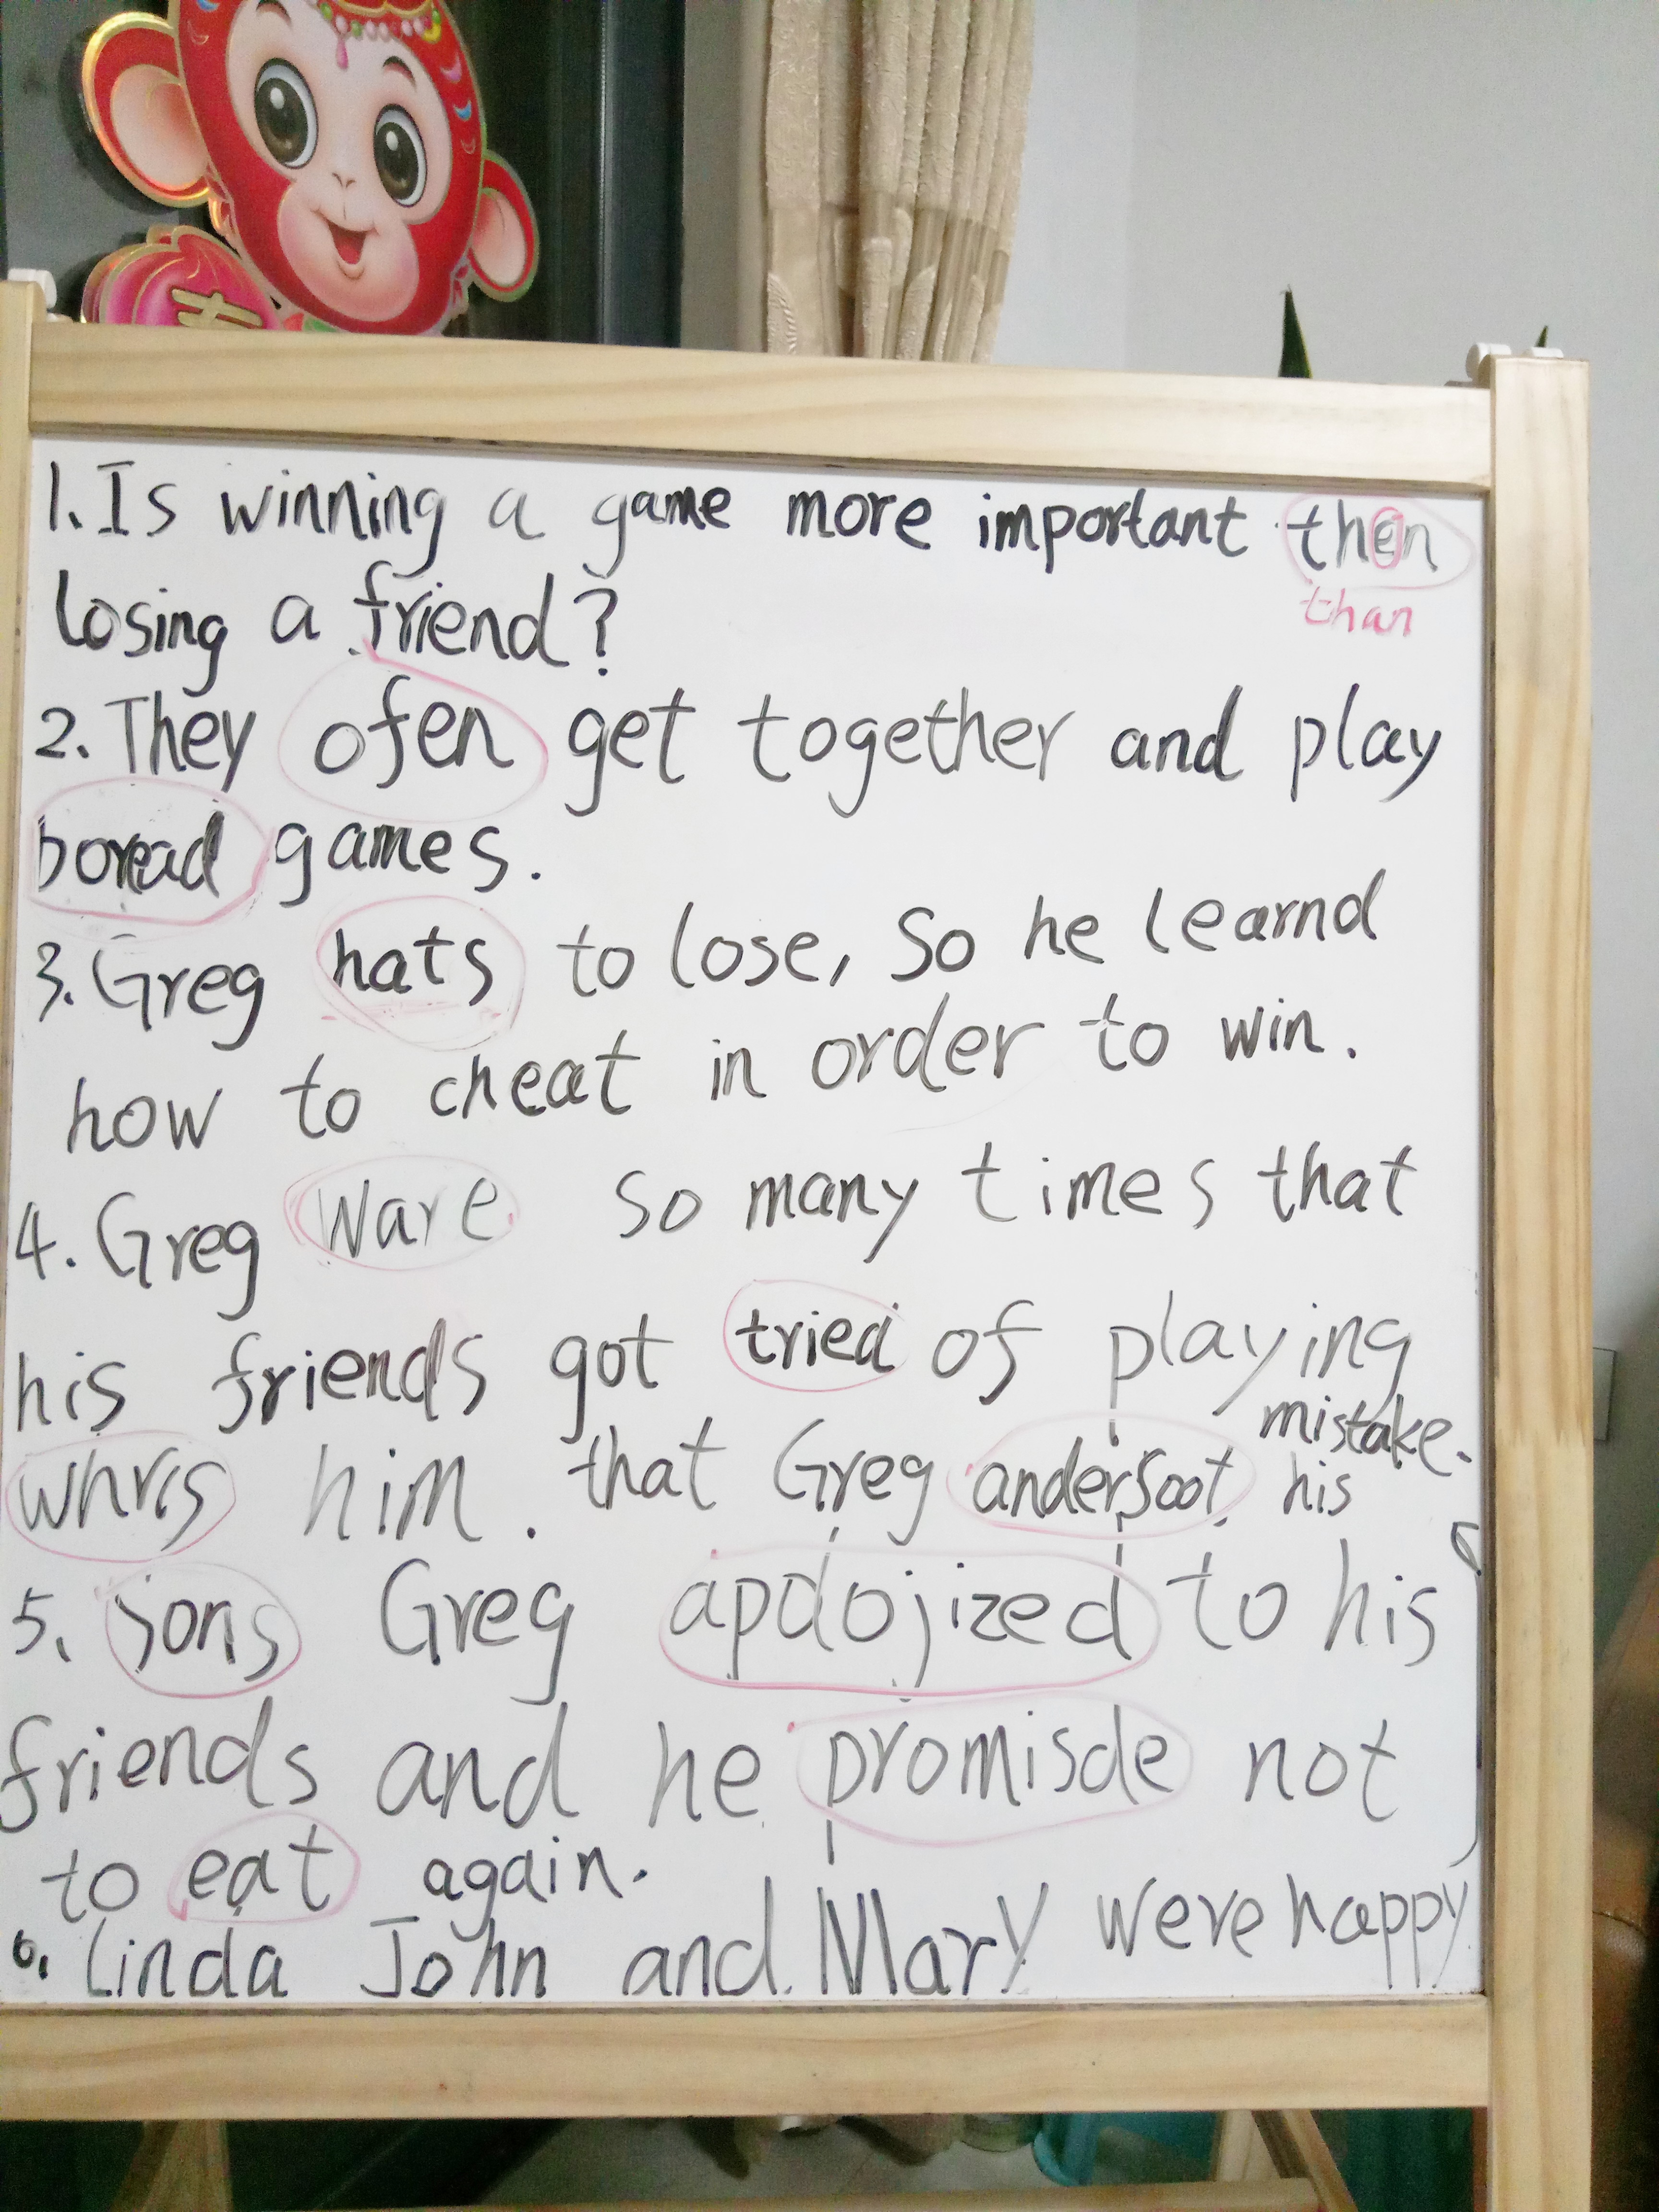 1. Is winning a game more important then
than
losing a friend?
2. They ofen get together and play
boread games.
3. Greg hats to lose, So he learnd
how to cheat in order to win.
4. Greg Ware so many times that
his friends got tried of playing
whris him.
that Greg andersoot his mistake.
5. sons Greg apdojized to his
friends and he promisde not
to eat again.
6. Linda John and Mary were happy